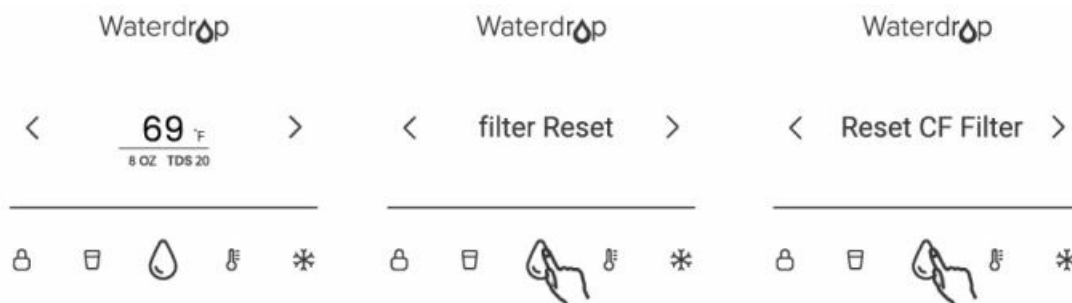 Waterdrop
69 °F
8 OZ TDS 20
Waterdrop
filter Reset
Waterdrop
Reset CF Filter